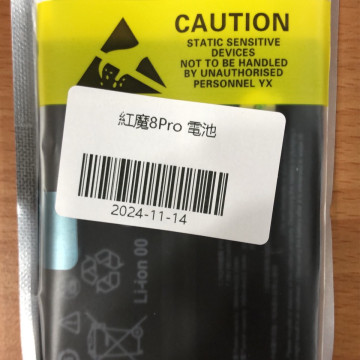 CAUTION
STATIC SENSITIVE
DEVICES
NOT TO BE HANDLED
BY UNAUTHORISED
PERSONNEL YX
紅魔8Pro 電池
2024-11-14
Li-ion 00